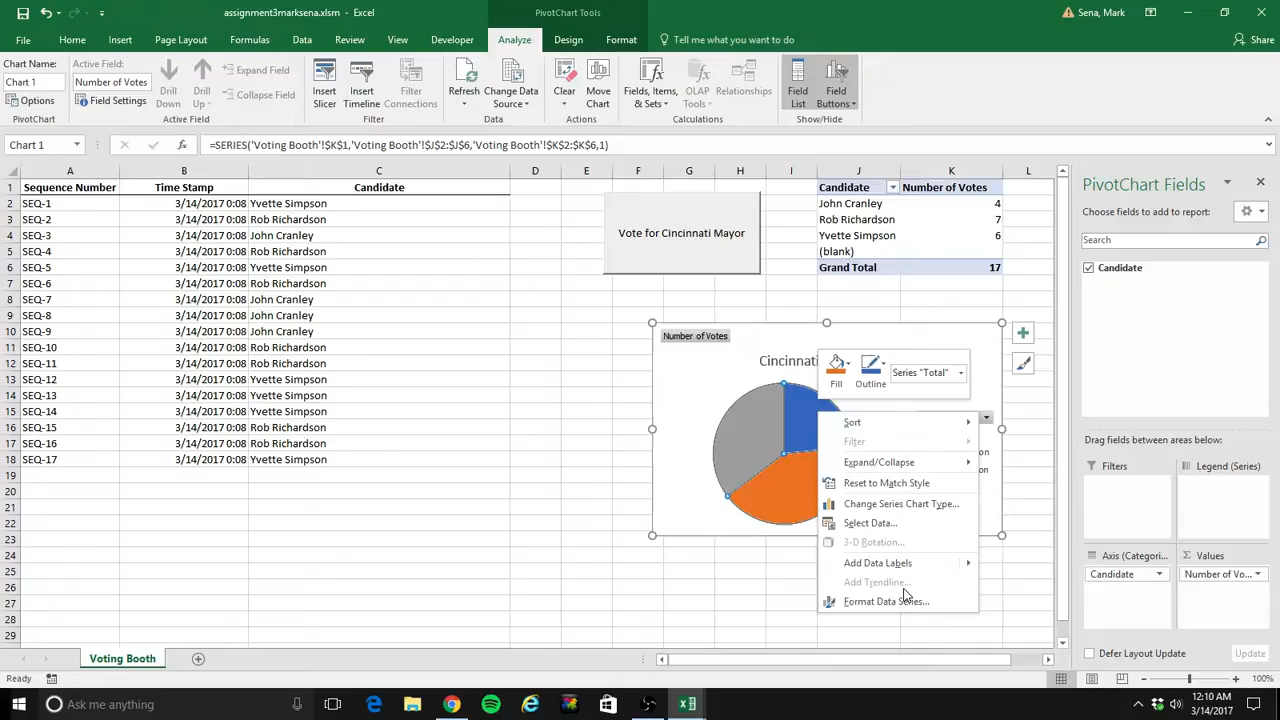 assignment3marksena.xlsm - Excel
PivotChart Tools
Sena, Mark
File Home Insert Page Layout Formulas Data Review View Developer Analyze Design Format Tell me what you want to do Share
Chart Name: Active Field:
Chart 1 Number of Votes
Options Field Settings
Drill Down
Drill Up
Expand Field
Collapse Field
Insert Slicer
Insert Timeline
Filter Connections
Refresh
Change Data Source
Clear
Move Chart
Fields, Items, & Sets
OLAP Tools
Relationships
Field List
Field Buttons
PivotChart Active Field Filter Data Actions Calculations Show/Hide
Chart 1 fx =SERIES('Voting Booth'!$K$1,'Voting Booth'!$J$2:$J$6,'Voting Booth'!$K$2:$K$6,1)
A B C D E F G H I J K L
1 Sequence Number Time Stamp Candidate Candidate Number of Votes
2 SEQ-1 3/14/2017 0:08 Yvette Simpson John Cranley 4
3 SEQ-2 3/14/2017 0:08 Rob Richardson Rob Richardson 7
4 SEQ-3 3/14/2017 0:08 John Cranley Yvette Simpson 6
5 SEQ-4 3/14/2017 0:08 Rob Richardson (blank)
6 SEQ-5 3/14/2017 0:08 Yvette Simpson Grand Total 17
7 SEQ-6 3/14/2017 0:08 Rob Richardson
8 SEQ-7 3/14/2017 0:08 John Cranley
9 SEQ-8 3/14/2017 0:08 John Cranley
10 SEQ-9 3/14/2017 0:08 John Cranley
11 SEQ-10 3/14/2017 0:08 Rob Richardson
12 SEQ-11 3/14/2017 0:08 Rob Richardson
13 SEQ-12 3/14/2017 0:08 Yvette Simpson
14 SEQ-13 3/14/2017 0:08 Yvette Simpson
15 SEQ-14 3/14/2017 0:08 Yvette Simpson
16 SEQ-15 3/14/2017 0:08 Rob Richardson
17 SEQ-16 3/14/2017 0:08 Rob Richardson
18 SEQ-17 3/14/2017 0:08 Yvette Simpson
19
20
21
22
23
24
25
26
27
28
29
Vote for Cincinnati Mayor
Number of Votes
Cincinnati
on
on
Fill Outline Series "Total"
Sort
Filter
Expand/Collapse
Reset to Match Style
Change Series Chart Type...
Select Data...
3-D Rotation...
Add Data Labels
Add Trendline...
Format Data Series...
PivotChart Fields
Choose fields to add to report:
Search
Candidate
Drag fields between areas below:
Filters Legend (Series)
Axis (Categori... Σ Values
Candidate Number of Vo...
Defer Layout Update Update
Voting Booth
Ready 100%
Ask me anything
12:10 AM
3/14/2017